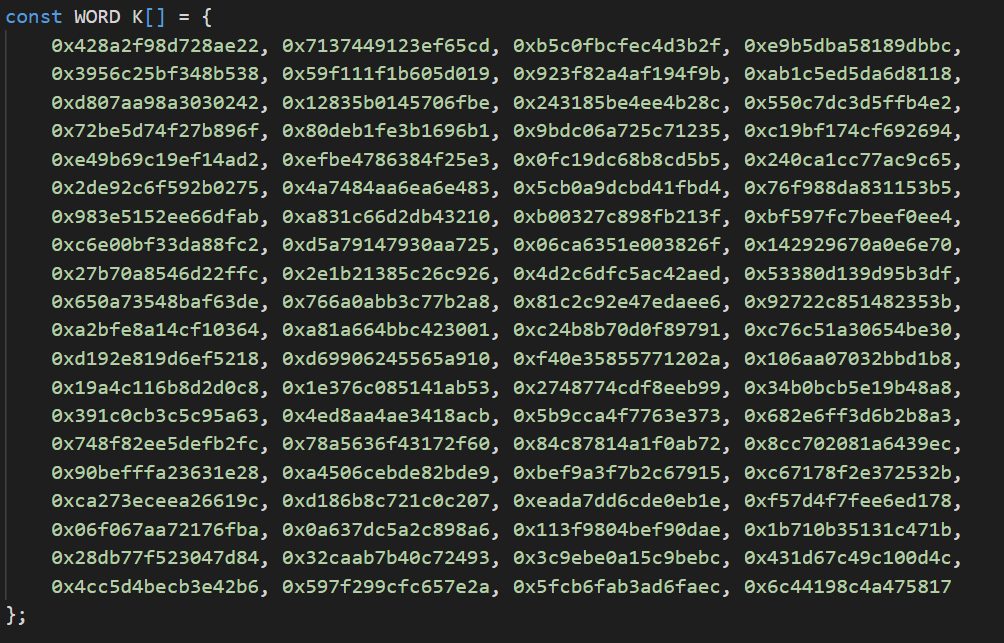 const WORD K[] = {
0x428a2f98d728ae22, 0x7137449123ef65cd, 0xb5c0fbcfec4d3b2f, 0xe9b5dba58189dbbc,
0x3956c25bf348b538, 0x59f111f1b605d019, 0x923f82a4af194f9b, 0xab1c5ed5da6d8118,
0xd807aa98a3030242, 0x12835b0145706fbe, 0x243185be4ee4b28c, 0x550c7dc3d5ffb4e2,
0x72be5d74f27b896f, 0x80deb1fe3b1696b1, 0x9bdc06a725c71235, 0xc19bf174cf692694,
0xe49b69c19ef14ad2, 0xefbe4786384f25e3, 0x0fc19dc68b8cd5b5, 0x240ca1cc77ac9c65,
0x2de92c6f592b0275, 0x4a7484aa6ea6e483, 0x5cb0a9dcbd41fbd4, 0x76f988da831153b5,
0x983e5152ee66dfab, 0xa831c66d2db43210, 0xb00327c898fb213f, 0xbf597fc7beef0ee4,
0xc6e00bf33da88fc2, 0xd5a79147930aa725, 0x06ca6351e003826f, 0x142929670a0e6e70,
0x27b70a8546d22ffc, 0x2e1b21385c26c926, 0x4d2c6dfc5ac42aed, 0x53380d139d95b3df,
0x650a73548baf63de, 0x766a0abb3c77b2a8, 0x81c2c92e47edaee6, 0x92722c851482353b,
0xa2bfe8a14cf10364, 0xa81a664bbc423001, 0xc24b8b70d0f89791, 0xc76c51a30654be30,
0xd192e819d6ef5218, 0xd69906245565a910, 0xf40e35855771202a, 0x106aa07032bbd1b8,
0x19a4c116b8d2d0c8, 0x1e376c085141ab53, 0x2748774cdf8eeb99, 0x34b0bcb5e19b48a8,
0x391c0cb3c5c95a63, 0x4ed8aa4ae3418acb, 0x5b9cca4f7763e373, 0x682e6ff3d6b2b8a3,
0x748f82ee5defb2fc, 0x78a5636f43172f60, 0x84c87814a1f0ab72, 0x8cc702081a6439ec,
0x90befffa23631e28, 0xa4506cebde82bde9, 0xbef9a3f7b2c67915, 0xc67178f2e372532b,
0xca273eceea26619c, 0xd186b8c721c0c207, 0xeada7dd6cde0eb1e, 0xf57d4f7fee6ed178,
0x06f067aa72176fba, 0x0a637dc5a2c898a6, 0x113f9804bef90dae, 0x1b710b35131c471b,
0x28db77f523047d84, 0x32caab7b40c72493, 0x3c9ebe0a15c9bebc, 0x431d67c49c100d4c,
0x4cc5d4becb3e42b6, 0x597f299cfc657e2a, 0x5fcb6fab3ad6faec, 0x6c44198c4a475817
};